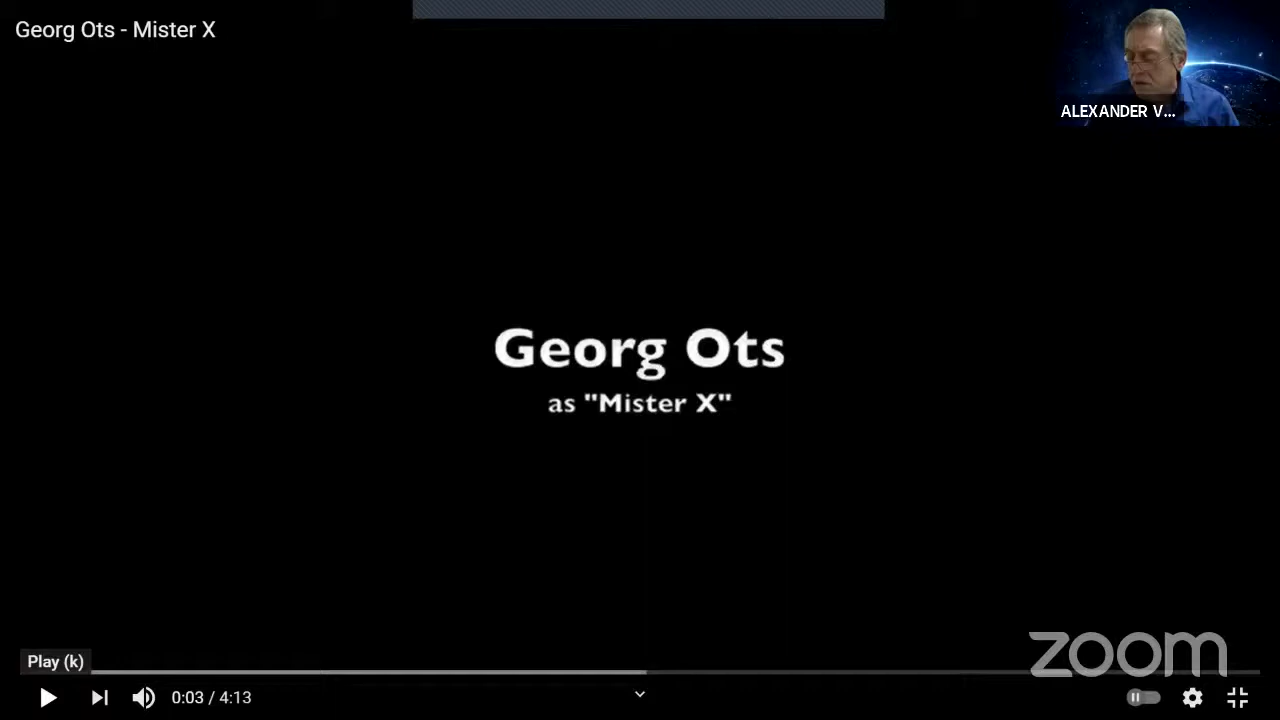 Georg Ots - Mister X
ALEXANDER V...
Georg Ots
as "Mister X"
Play (k)
0:03 / 4:13
zoom